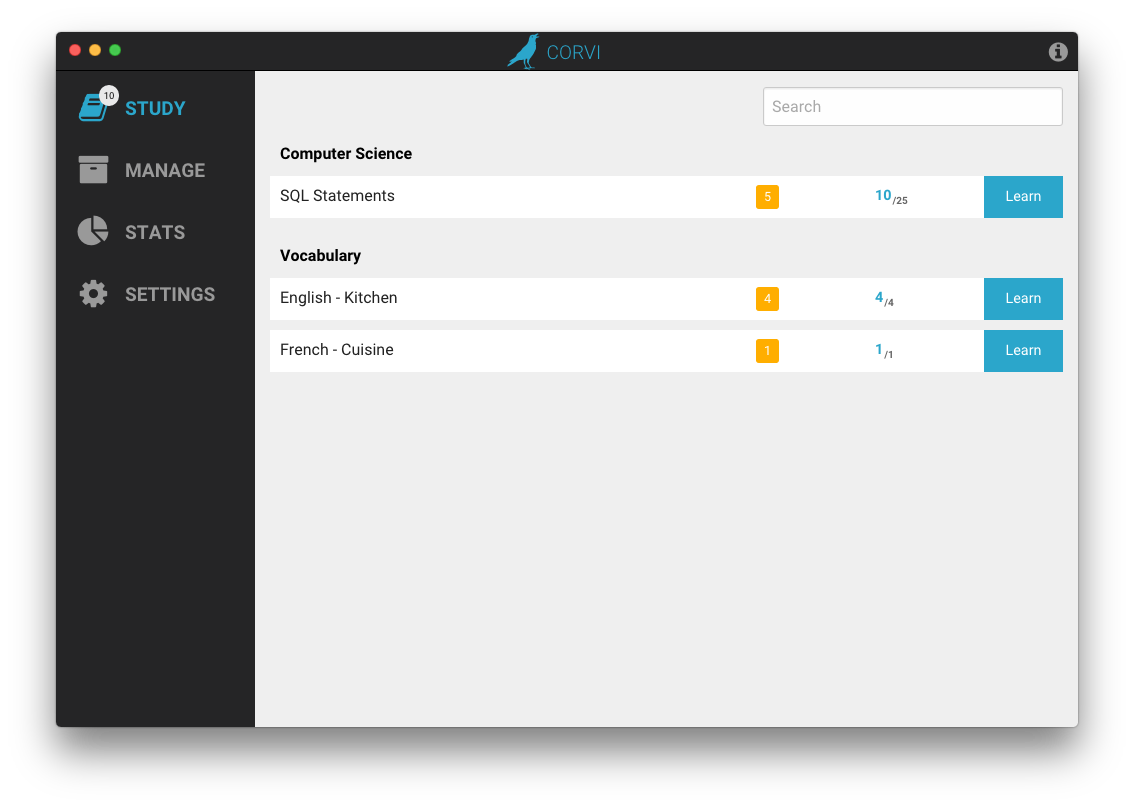 CORVI
10
STUDY
MANAGE
STATS
SETTINGS
Search
Computer Science
SQL Statements 5 10/25 Learn
Vocabulary
English - Kitchen 4 4/4 Learn
French - Cuisine 1 1/1 Learn